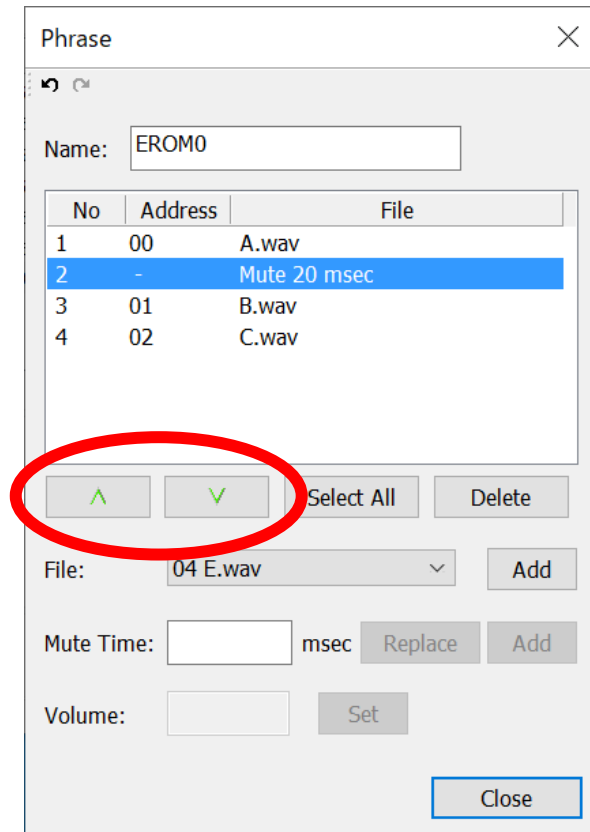 Phrase
Name: EROM0
No Address File
1 00 A.wav
2 - Mute 20 msec
3 01 B.wav
4 02 C.wav
Select All Delete
File: 04 E.wav Add
Mute Time: msec Replace Add
Volume: Set
Close